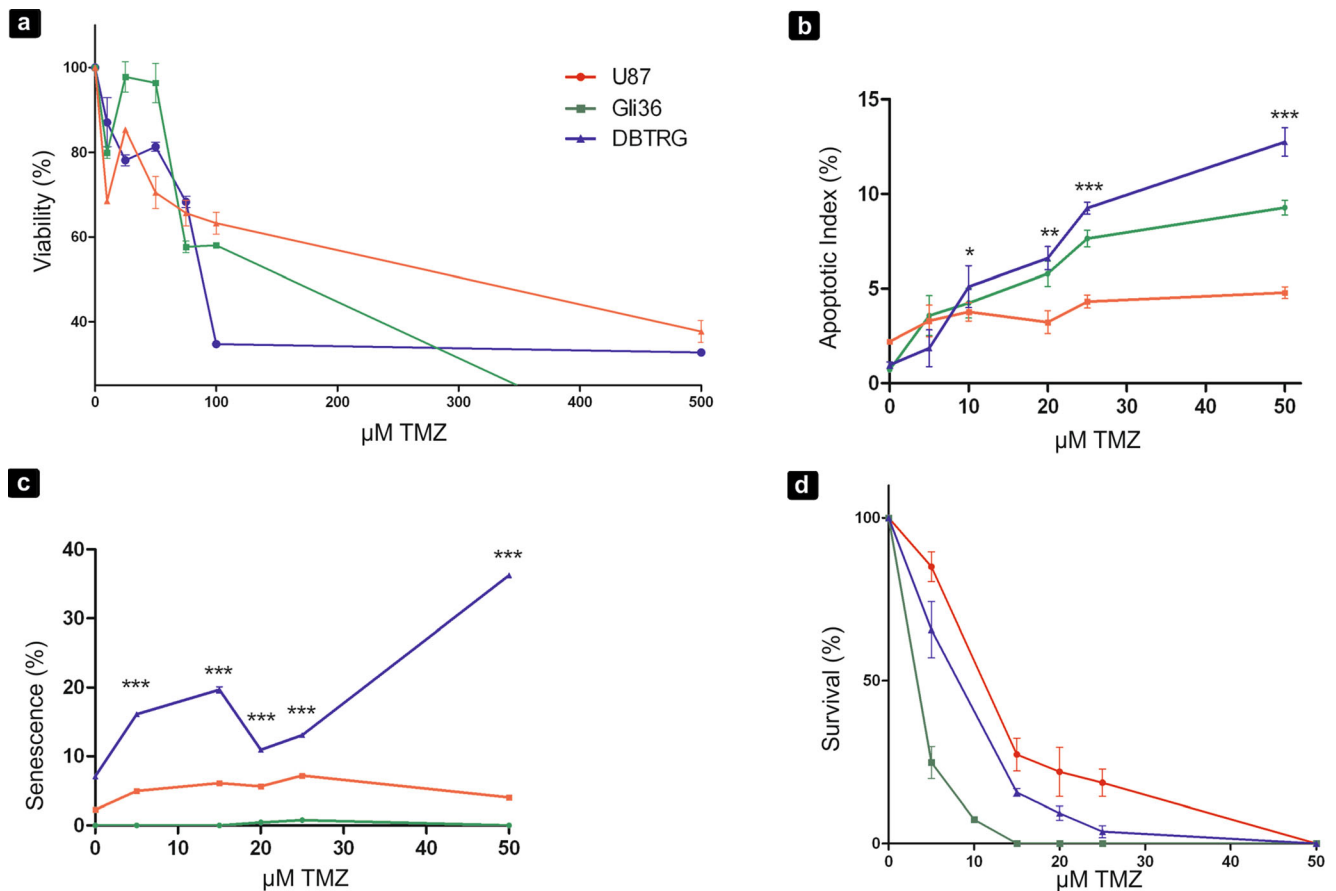 a
100
80
60
40
Viability (%)
0 100 200 300 400 500
μM TMZ
U87
Gli36
DBTRG
b
15
10
5
0
Apoptotic Index (%)
* ** *** ***
0 10 20 30 40 50
μM TMZ
c
40
30
20
10
0
Senescence (%)
*** *** *** *** ***
0 10 20 30 40 50
μM TMZ
d
100
50
0
Survival (%)
0 10 20 30 40 50
μM TMZ